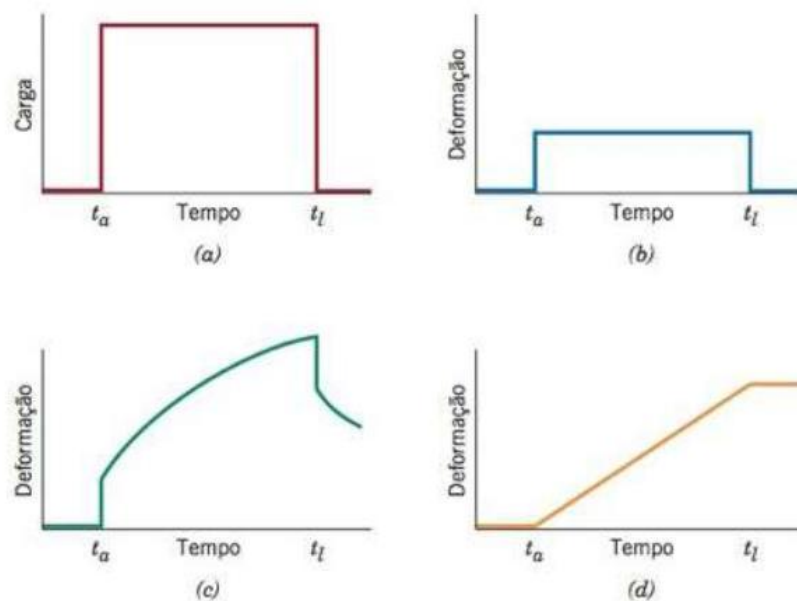 Carga
t_a Tempo t_l
(a)
Deformação
t_a Tempo t_l
(b)
Deformação
t_a Tempo t_l
(c)
Deformação
t_a Tempo t_l
(d)